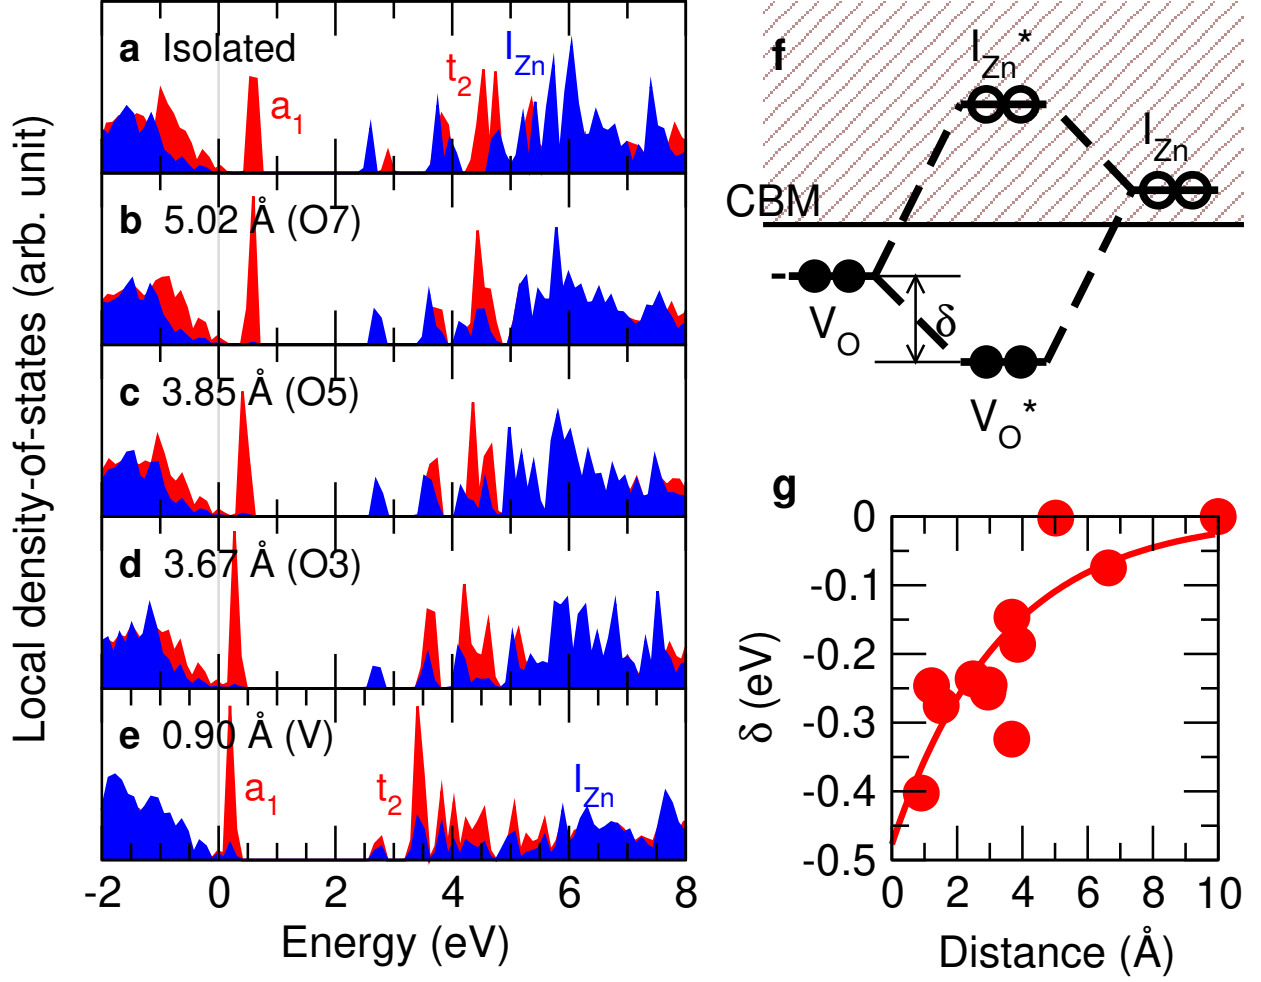 a Isolated
a1
t2
IZn
b 5.02 Å (O7)
c 3.85 Å (O5)
d 3.67 Å (O3)
e 0.90 Å (V)
a1
t2
IZn
-2 0 2 4 6 8
Energy (eV)
Local density-of-states (arb. unit)
f
IZn*
IZn
CBM
VO
δ
VO*
g
0
-0.1
-0.2
-0.3
-0.4
-0.5
0 2 4 6 8 10
δ (eV)
Distance (Å)